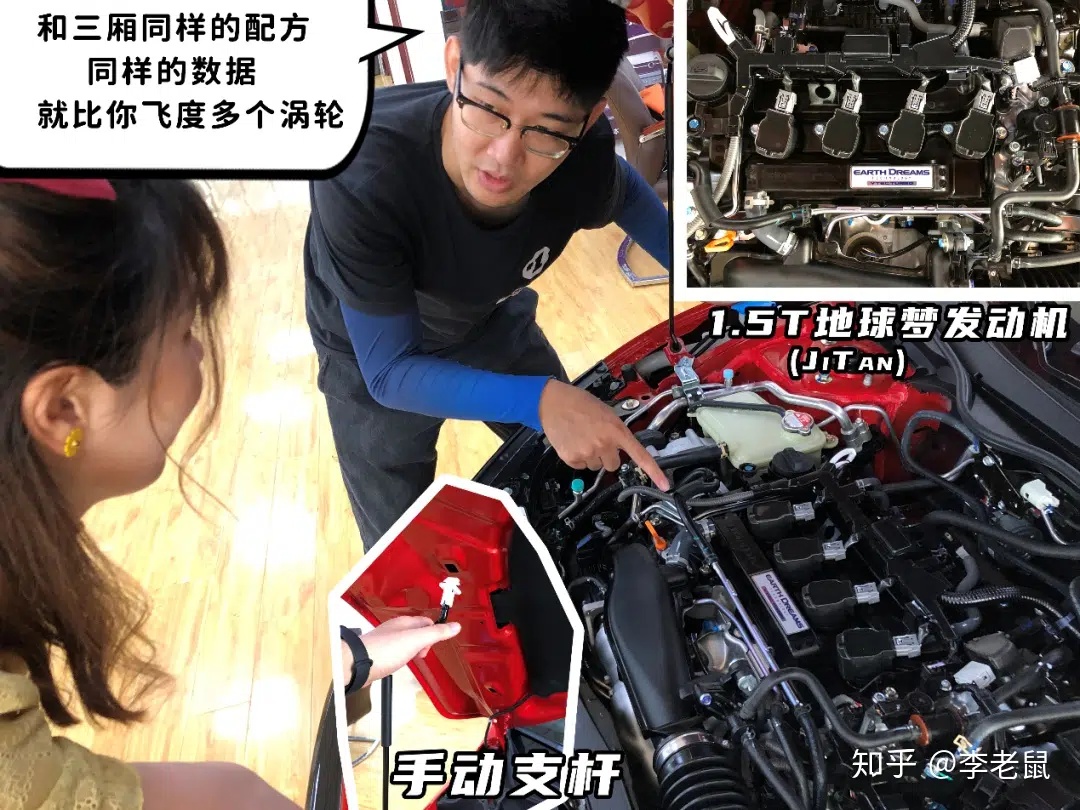 和三厢同样的配方
同样的数据
就比你飞度多个涡轮
EARTH DREAMS
1.5T地球梦发动机
(JiTan)
EARTH DREAMS
手动支杆
知乎 @李老鼠